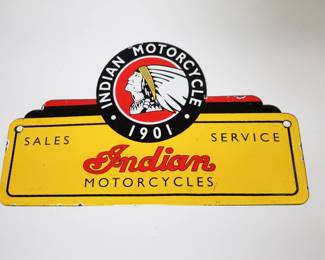 INDIAN MOTORCYCLE
1901
SALES SERVICE
Indian
MOTORCYCLES